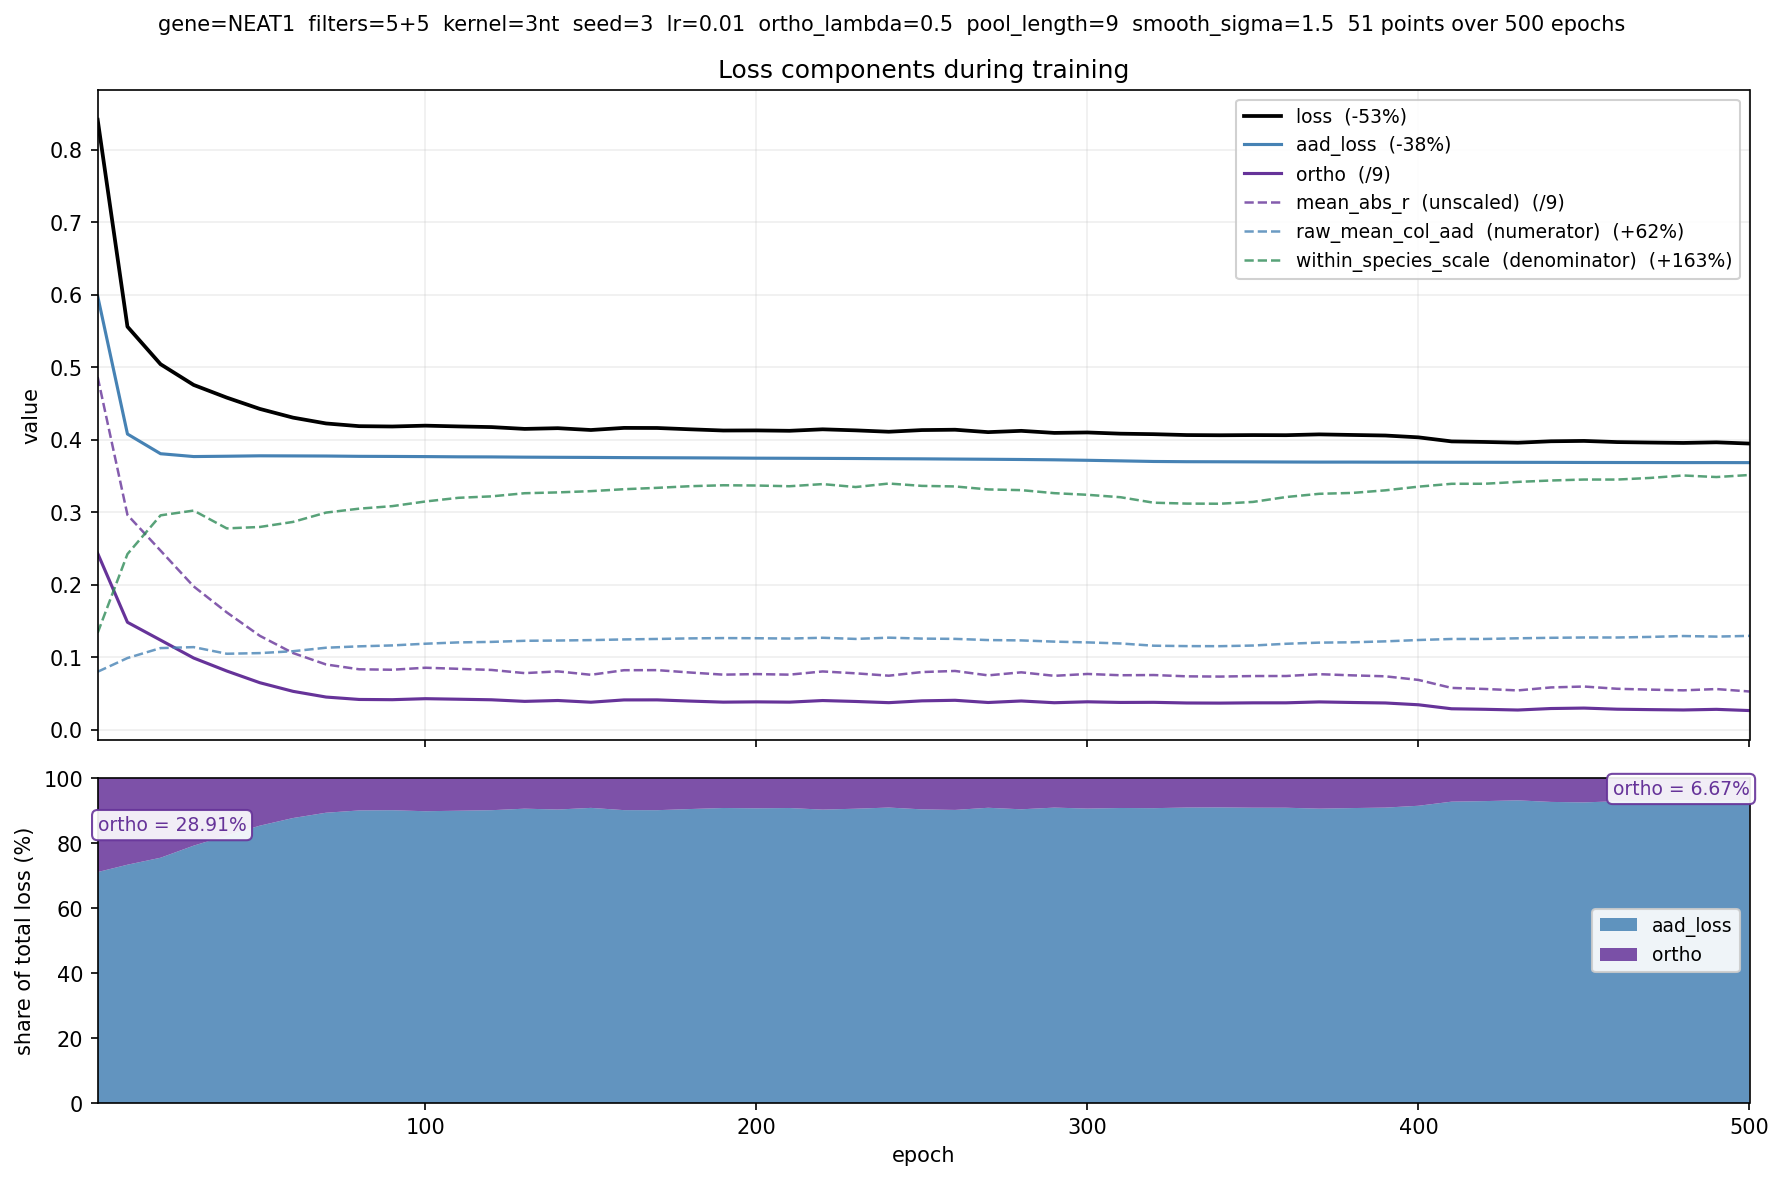 gene=NEAT1  filters=5+5  kernel=3nt  seed=3  lr=0.01  ortho_lambda=0.5  pool_length=9  smooth_sigma=1.5  51 points over 500 epochs
Loss components during training
loss  (-53%)
aad_loss  (-38%)
ortho  (/9)
mean_abs_r  (unscaled)  (/9)
raw_mean_col_aad  (numerator)  (+62%)
within_species_scale  (denominator)  (+163%)
value
0.8
0.7
0.6
0.5
0.4
0.3
0.2
0.1
0.0
share of total loss (%)
100
80
60
40
20
0
ortho = 28.91%
ortho = 6.67%
aad_loss
ortho
100
200
300
400
500
epoch